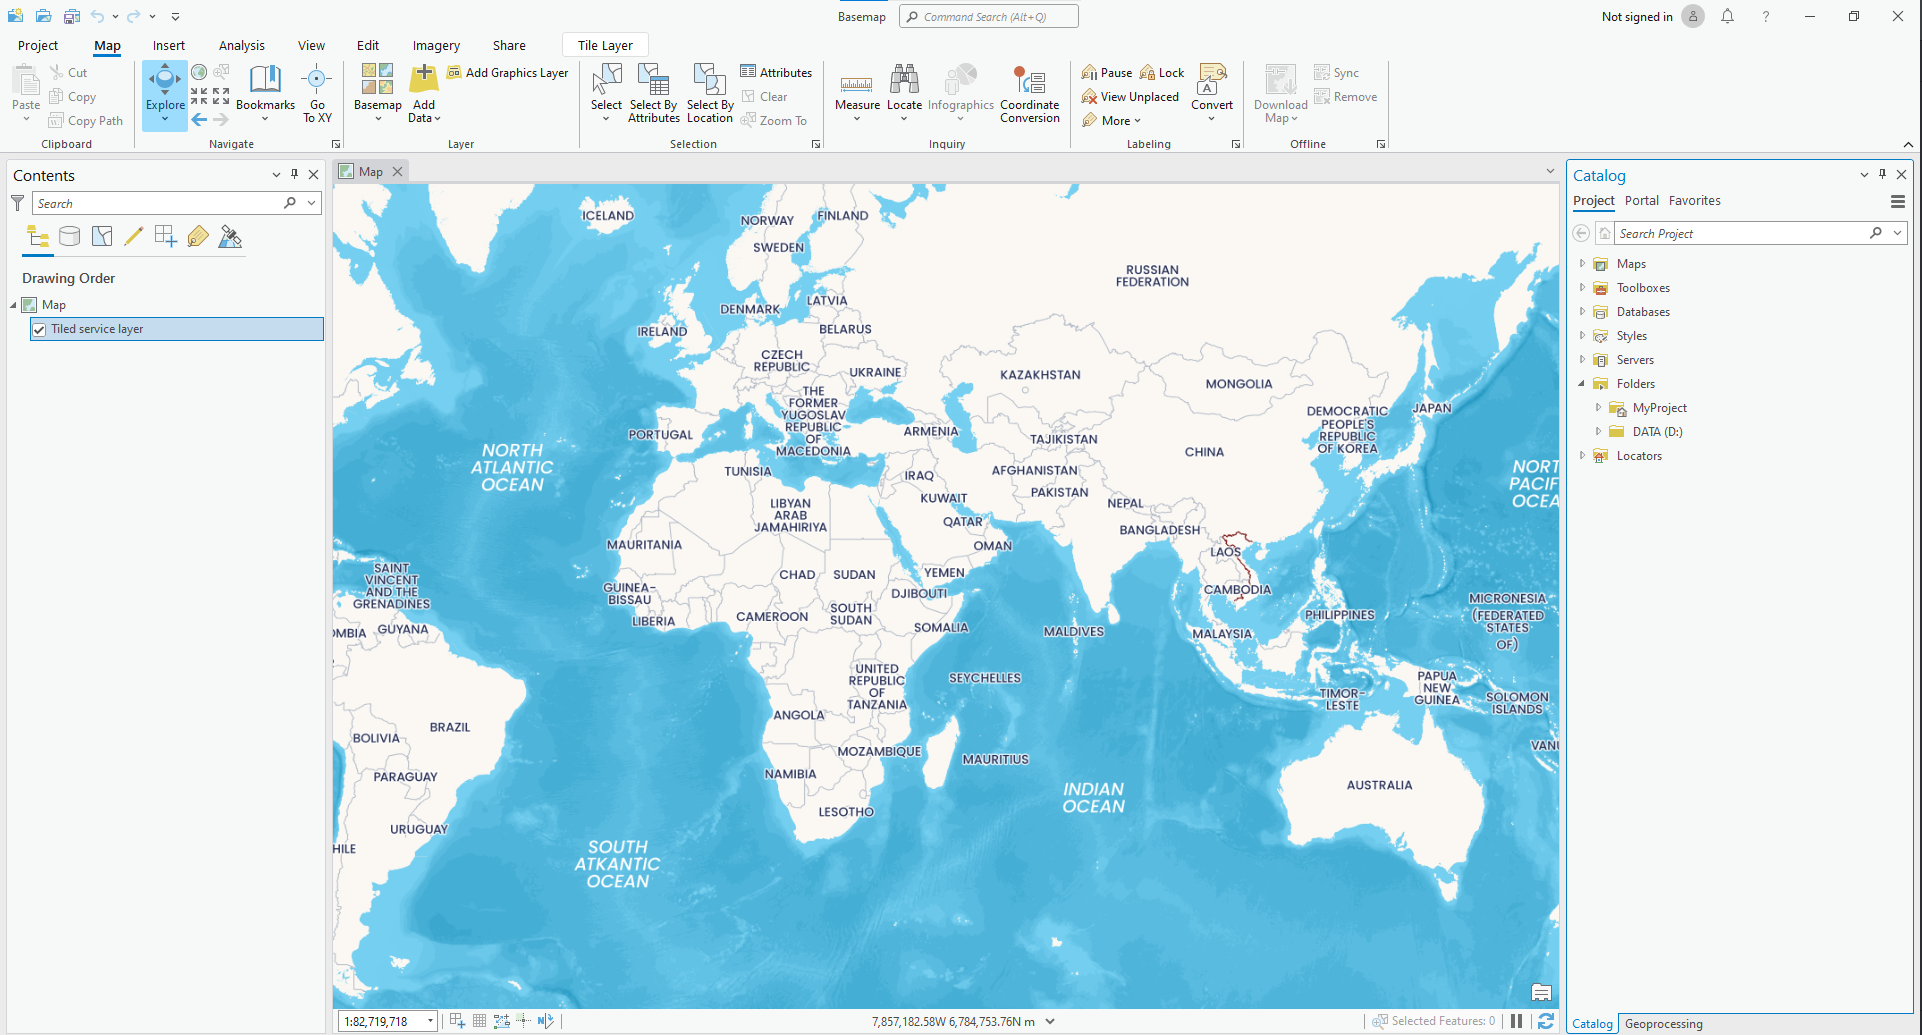 Basemap
Command Search (Alt+Q)
Not signed in
?
Project
Map
Insert
Analysis
View
Edit
Imagery
Share
Tile Layer
Paste
Cut
Copy
Copy Path
Clipboard
Explore
Bookmarks
Go
To XY
Navigate
Basemap
Add
Data
Add Graphics Layer
Layer
Select
Select By
Attributes
Select By
Location
Attributes
Clear
Zoom To
Selection
Measure
Locate
Infographics
Coordinate
Conversion
Inquiry
Pause
Lock
View Unplaced
More
Convert
Labeling
Download
Map
Sync
Remove
Offline
Contents
Search
Drawing Order
Map
Tiled service layer
Map
ICELAND
NORWAY
FINLAND
SWEDEN
RUSSIAN
FEDERATION
DENMARK
LATVIA
IRELAND
BELARUS
CZECH
REPUBLIC
UKRAINE
KAZAKHSTAN
MONGOLIA
THE
FORMER
YUGOSLAV
REPUBLIC
OF
MACEDONIA
PORTUGAL
ARMENIA
DEMOCRATIC
PEOPLE'S
REPUBLIC
OF KOREA
JAPAN
TAJIKISTAN
CHINA
NORTH
ATLANTIC
OCEAN
TUNISIA
IRAQ
AFGHANISTAN
PAKISTAN
NORT
PACIF
OCEA
KUWAIT
NEPAL
LIBYAN
ARAB
JAMAHIRIYA
QATAR
BANGLADESH
MAURITANIA
OMAN
LAOS
SAINT
VINCENT
AND THE
GRENADINES
CHAD
SUDAN
YEMEN
GUINEA-
BISSAU
DJIBOUTI
CAMBODIA
MICRONESIA
(FEDERATED
STATES
OF)
LIBERIA
CAMEROON
SOUTH
SUDAN
PHILIPPINES
OMBIA
GUYANA
SOMALIA
MALDIVES
MALAYSIA
UNITED
REPUBLIC
OF
TANZANIA
SEYCHELLES
PAPUA
NEW
GUINEA
TIMOR-
LESTE
SOLOMON
ISLANDS
ANGOLA
BRAZIL
BOLIVIA
MOZAMBIQUE
MAURITIUS
VANU
PARAGUAY
NAMIBIA
INDIAN
OCEAN
AUSTRALIA
LESOTHO
URUGUAY
HILE
SOUTH
ATKANTIC
OCEAN
1:82,719,718
7,857,182.58W 6,784,753.76N m
Selected Features: 0
Catalog
Project
Portal
Favorites
Search Project
Maps
Toolboxes
Databases
Styles
Servers
Folders
MyProject
DATA (D:)
Locators
Catalog
Geoprocessing